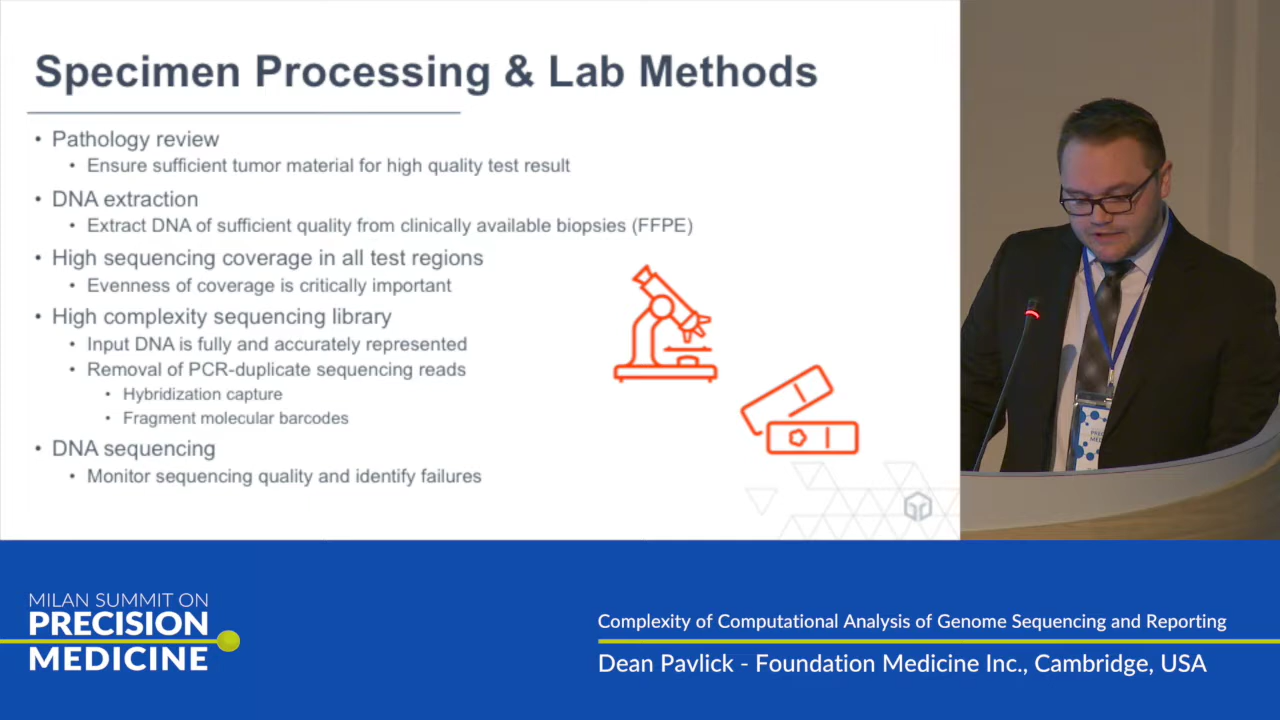 Specimen Processing & Lab Methods
• Pathology review
• Ensure sufficient tumor material for high quality test result
• DNA extraction
• Extract DNA of sufficient quality from clinically available biopsies (FFPE)
• High sequencing coverage in all test regions
• Evenness of coverage is critically important
• High complexity sequencing library
• Input DNA is fully and accurately represented
• Removal of PCR-duplicate sequencing reads
• Hybridization capture
• Fragment molecular barcodes
• DNA sequencing
• Monitor sequencing quality and identify failures
MILAN SUMMIT ON
PRECISION
MEDICINE
Complexity of Computational Analysis of Genome Sequencing and Reporting
Dean Pavlick - Foundation Medicine Inc., Cambridge, USA